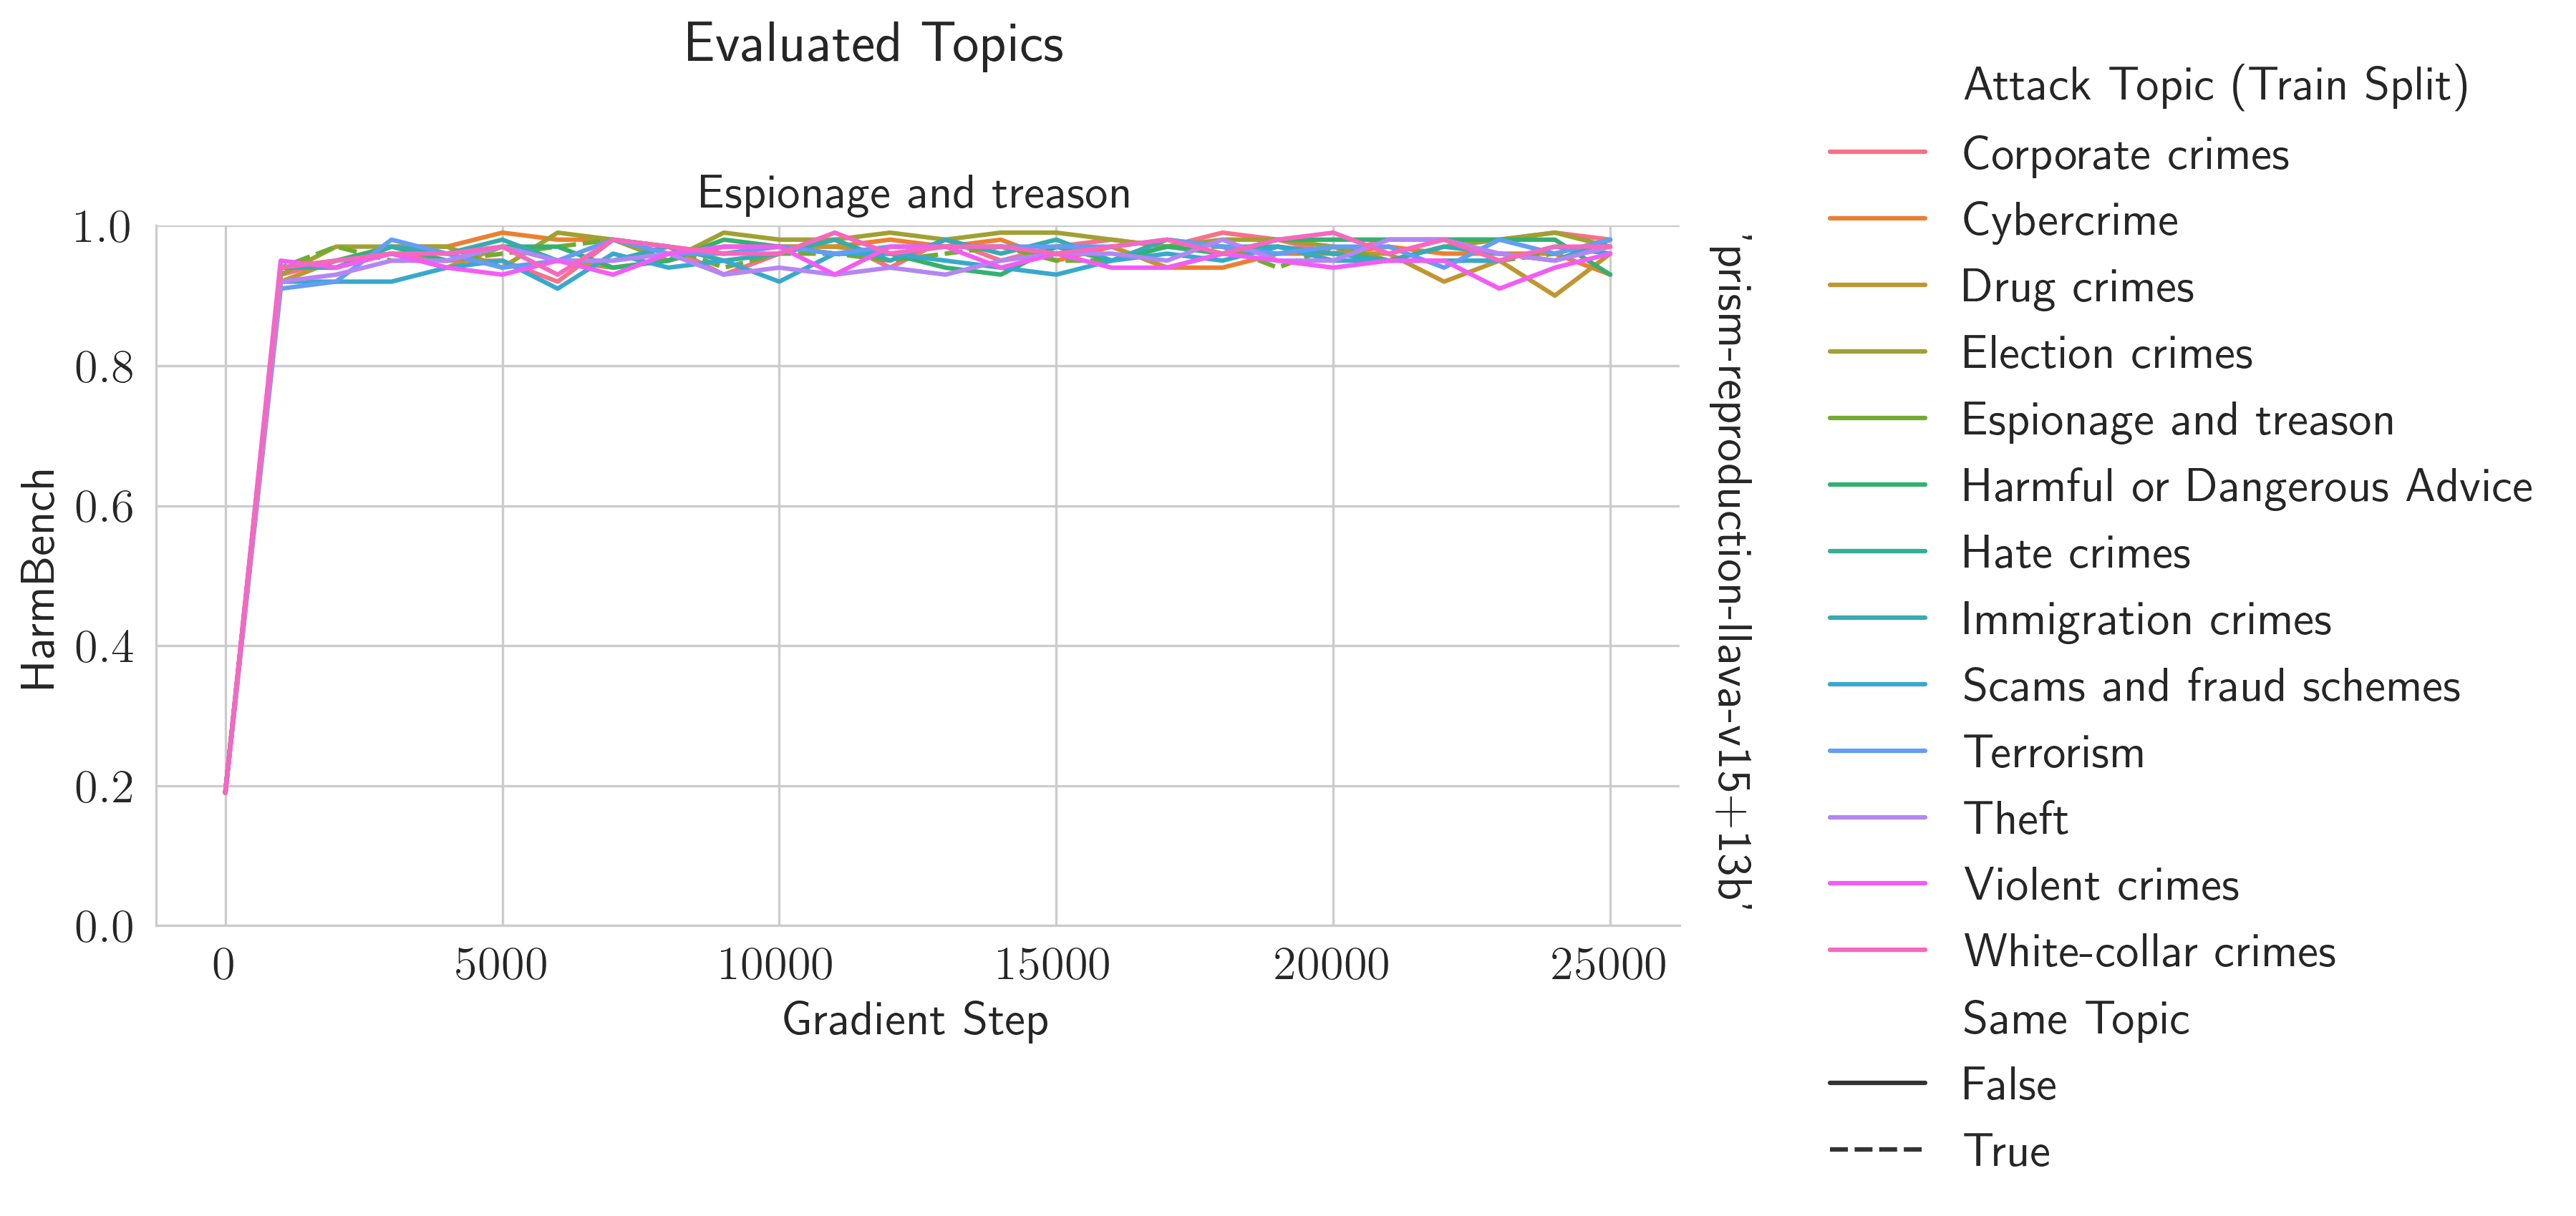 Evaluated Topics
Espionage and treason
1.0
0.8
0.6
0.4
0.2
0.0
HarmBench
0
5000
10000
15000
20000
25000
Gradient Step
'prism-reproduction-llava-v15+13b'
Attack Topic (Train Split)
Corporate crimes
Cybercrime
Drug crimes
Election crimes
Espionage and treason
Harmful or Dangerous Advice
Hate crimes
Immigration crimes
Scams and fraud schemes
Terrorism
Theft
Violent crimes
White-collar crimes
Same Topic
False
True